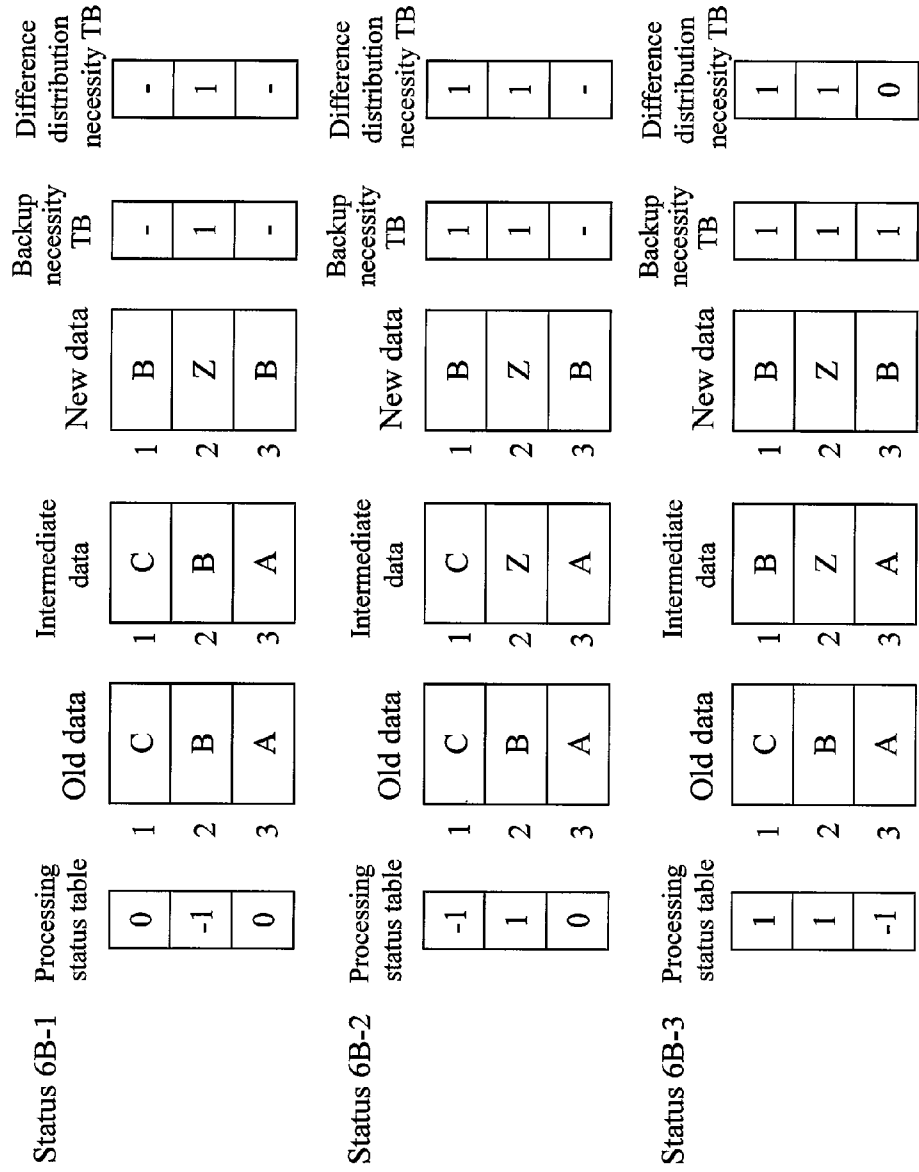 Status 6B-1
Processing
status table
0
-1
0
Old data
1 C
2 B
3 A
Intermediate
data
1 C
2 B
3 A
New data
1 B
2 Z
3 B
Backup
necessity
TB
-
1
-
Difference
distribution
necessity TB
-
1
-
Status 6B-2
Processing
status table
-1
1
0
Old data
1 C
2 B
3 A
Intermediate
data
1 C
2 Z
3 A
New data
1 B
2 Z
3 B
Backup
necessity
TB
1
1
-
Difference
distribution
necessity TB
1
1
-
Status 6B-3
Processing
status table
1
1
-1
Old data
1 C
2 B
3 A
Intermediate
data
1 B
2 Z
3 A
New data
1 B
2 Z
3 B
Backup
necessity
TB
1
1
1
Difference
distribution
necessity TB
1
1
0